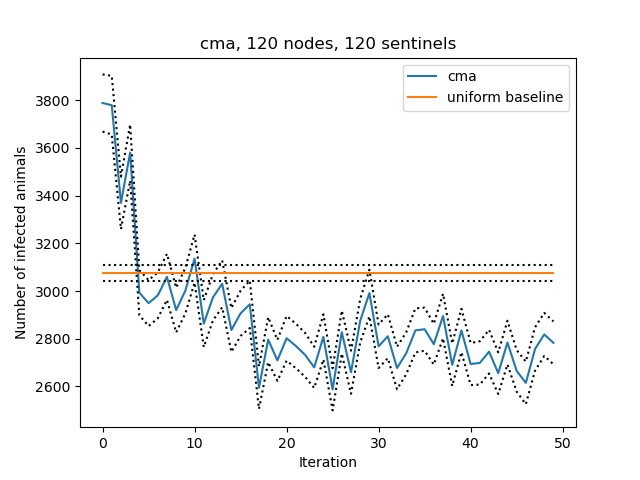 cma, 120 nodes, 120 sentinels
cma
uniform baseline
Number of infected animals
3800
3600
3400
3200
3000
2800
2600
0 10 20 30 40 50
Iteration